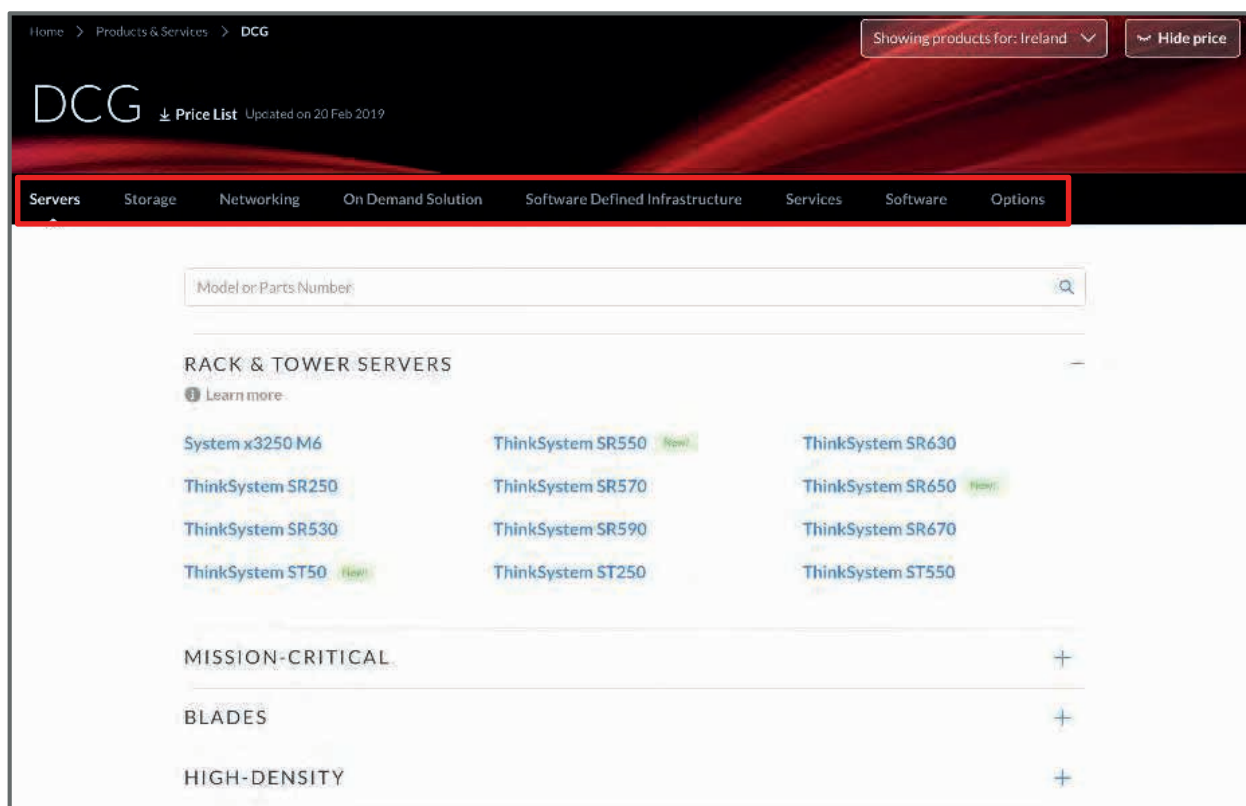 Home > Products & Services > DCG
Showing products for: Ireland
Hide price
DCG Price List Updated on 20 Feb 2019
Servers Storage Networking On Demand Solution Software Defined Infrastructure Services Software Options
Model or Parts Number
RACK & TOWER SERVERS
Learn more
System x3250 M6 ThinkSystem SR550 New! ThinkSystem SR630
ThinkSystem SR250 ThinkSystem SR570 ThinkSystem SR650 New!
ThinkSystem SR530 ThinkSystem SR590 ThinkSystem SR670
ThinkSystem ST50 New! ThinkSystem ST250 ThinkSystem ST550
MISSION-CRITICAL
BLADES
HIGH-DENSITY